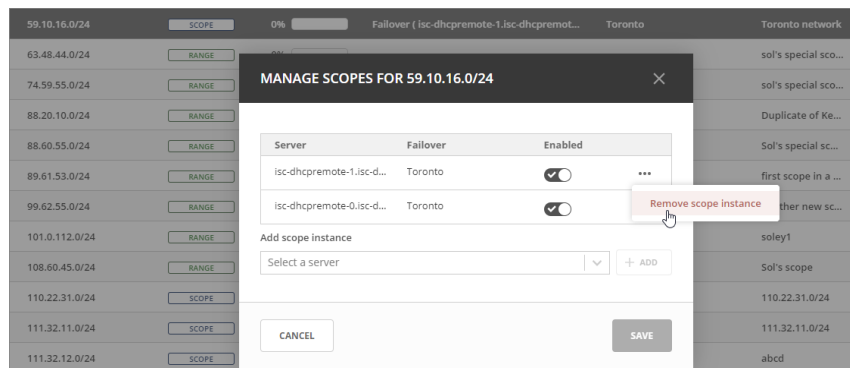 59.10.16.0/24 SCOPE 0% Failover ( isc-dhcpremote-1.isc-dhcpremot... Toronto Toronto network
63.48.44.0/24 RANGE 0% sol's special sco...
MANAGE SCOPES FOR 59.10.16.0/24
74.59.55.0/24 RANGE sol's special sco...
88.20.10.0/24 RANGE Duplicate of Ke...
Server Failover Enabled
88.60.55.0/24 RANGE Sol's special sc...
isc-dhcpremote-1.isc-d... Toronto
89.61.53.0/24 RANGE first scope in a ...
Remove scope instance
99.62.55.0/24 RANGE ther new sc...
isc-dhcpremote-0.isc-d... Toronto
101.0.112.0/24 RANGE soley1
Add scope instance
108.60.45.0/24 RANGE Sol's scope
Select a server + ADD
110.22.31.0/24 SCOPE 110.22.31.0/24
111.32.11.0/24 SCOPE 111.32.11.0/24
CANCEL SAVE
111.32.12.0/24 SCOPE abcd